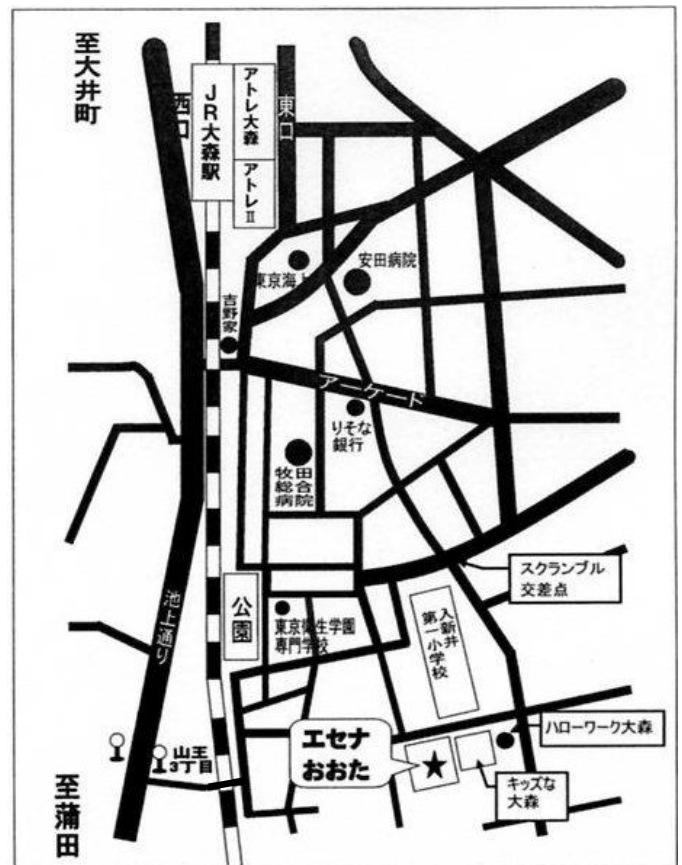 至大井町
西口
JR大森駅
アトレ大森
アトレⅡ
東口
東京海上
安田病院
吉野家
アーケード
りそな
銀行
牧田
総合
病院
スクランブル
交差点
池上通り
公園
東京衛生学園
専門学校
入新井
第一小学校
ハローワーク大森
エセナ
おおた
キッズな
大森
山王
3丁目
至蒲田